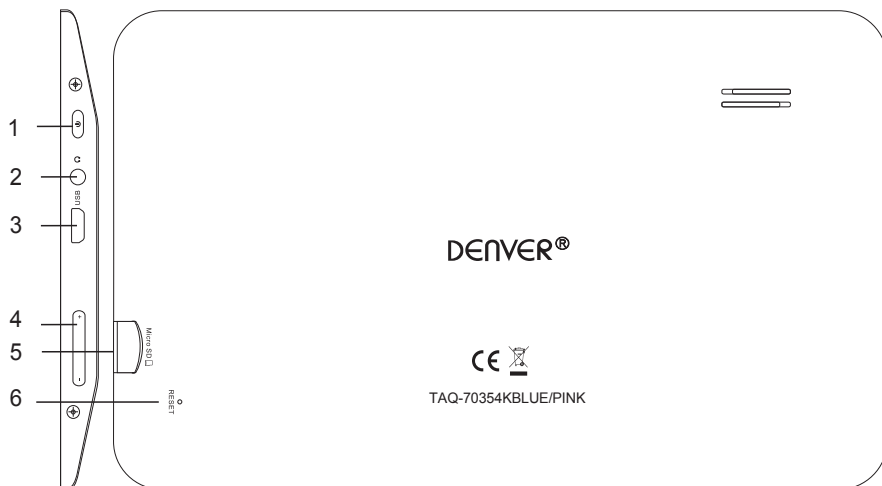 1
2
USB
3
DENVER®
4
+
Micro SD
5
-
CE
6
RESET
TAQ-70354KBLUE/PINK